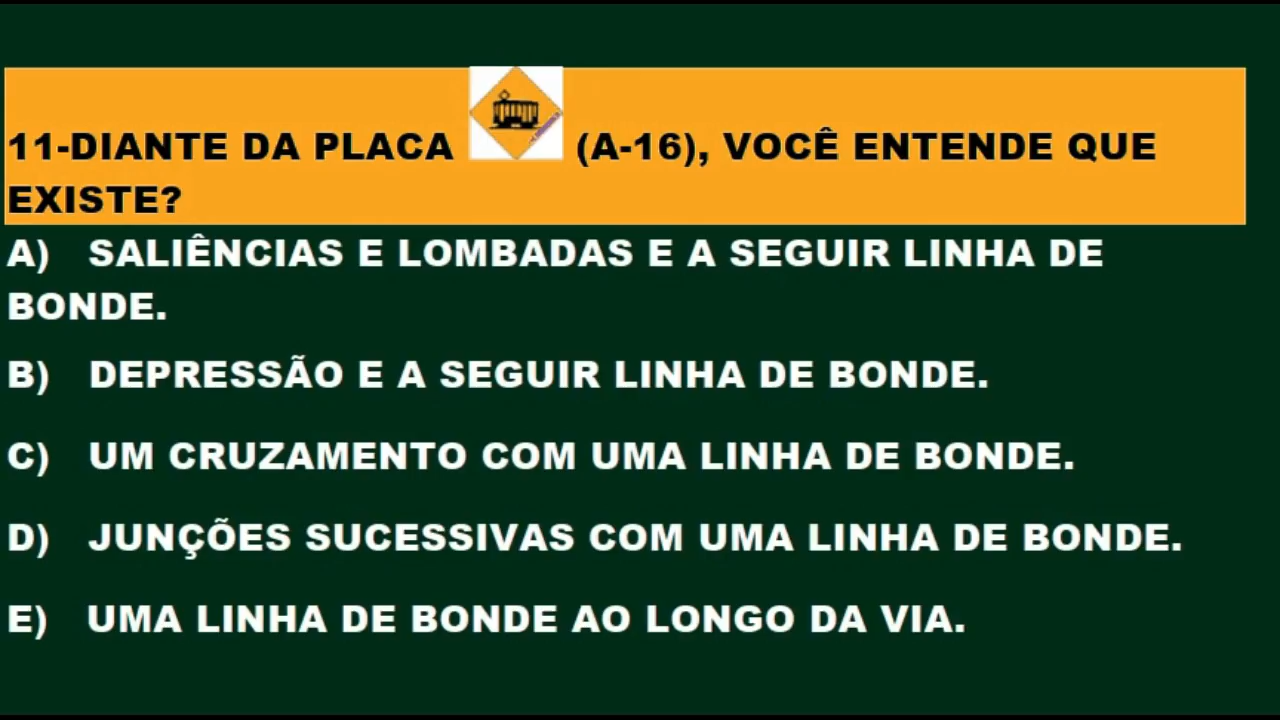 11-DIANTE DA PLACA (A-16), VOCÊ ENTENDE QUE
EXISTE?
A) SALIÊNCIAS E LOMBADAS E A SEGUIR LINHA DE
BONDE.
B) DEPRESSÃO E A SEGUIR LINHA DE BONDE.
C) UM CRUZAMENTO COM UMA LINHA DE BONDE.
D) JUNÇÕES SUCESSIVAS COM UMA LINHA DE BONDE.
E) UMA LINHA DE BONDE AO LONGO DA VIA.